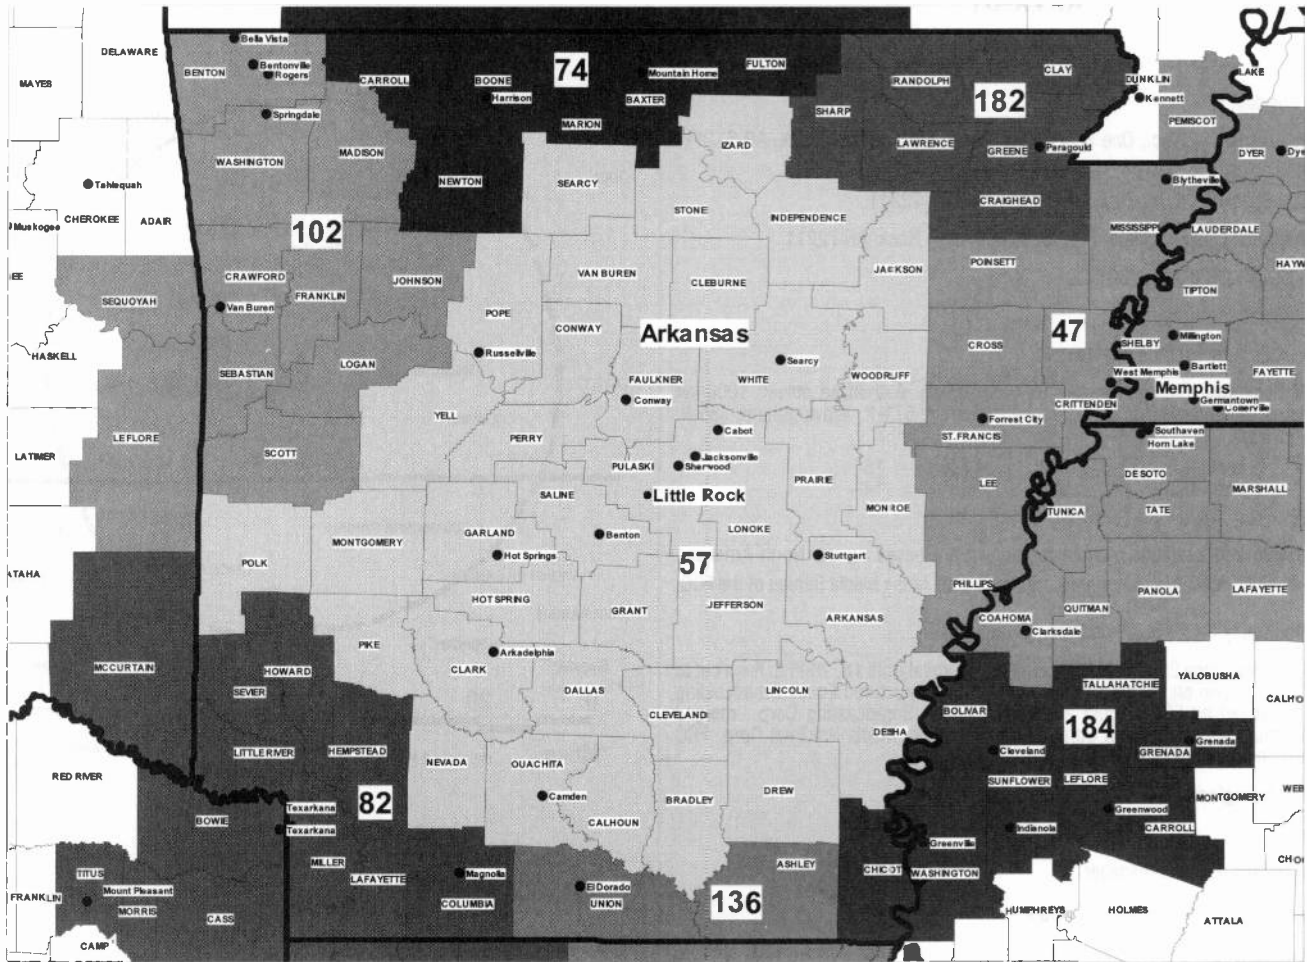 DELAWARE
Bella Vista
BENTON
Bentonville
Rogers
MAYES
CARROLL
BOONE
74
Mountain Home
FULTON
Harrison
BAXTER
MARION
RANDOLPH
CLAY
182
SHARP
DUNKLIN
LAKE
Kennett
PEMISCOT
Springdale
WASHINGTON
MADISON
IZARD
LAWRENCE
GREENE
Paragould
DYER
Tahlequah
NEWTON
SEARCY
Blytheville
CHEROKEE
ADAIR
Muskogee
STONE
INDEPENDENCE
CRAIGHEAD
MISSISSIPPI
LAUDERDALE
102
CRAWFORD
FRANKLIN
JOHNSON
VAN BUREN
CLEBURNE
JACKSON
POINSETT
HAYW
SEQUOYAH
Van Buren
TIPTON
POPE
CONWAY
Arkansas
47
HASKELL
Russellville
Searcy
CROSS
SHELBY
Millington
SEBASTIAN
LOGAN
FAULKNER
WHITE
WOODRUFF
West Memphis
Bartlett
FAYETTE
Memphis
Conway
Germantown
Collierville
CRITTENDEN
YELL
Forrest City
LEFLORE
PERRY
Cabot
ST. FRANCIS
Southaven
Horn Lake
LATIMER
SCOTT
PULASKI
Jacksonville
Sherwood
PRAIRIE
LEE
DE SOTO
SALINE
Little Rock
MARSHALL
MONROE
TUNICA
TATE
MONTGOMERY
GARLAND
Benton
LONOKE
POLK
Hot Springs
57
Stuttgart
ATAHA
PHILLIPS
PANOLA
LAFAYETTE
HOT SPRING
GRANT
JEFFERSON
ARKANSAS
COAHOMA
QUITMAN
Clarksdale
PIKE
Arkadelphia
MCCURTAIN
HOWARD
CLARK
YALOBUSHA
SEVIER
DALLAS
LINCOLN
TALLAHATCHIE
CLEVELAND
BOLIVAR
184
DESHA
Grenada
LITTLE RIVER
HEMPSTEAD
NEVADA
OUACHITA
Cleveland
GRENADA
RED RIVER
SUNFLOWER
LEFLORE
82
Camden
BRADLEY
DREW
MONTGOMERY
WEB
Texarkana
Greenwood
BOWIE
CALHOUN
Texarkana
Indianola
CARROLL
Greenville
MILLER
ASHLEY
CHICOT
WASHINGTON
TITUS
LAFAYETTE
Magnolia
El Dorado
Mount Pleasant
COLUMBIA
UNION
136
FRANKLIN
MORRIS
CASS
HUMPHREYS
HOLMES
ATTALA
CAMP